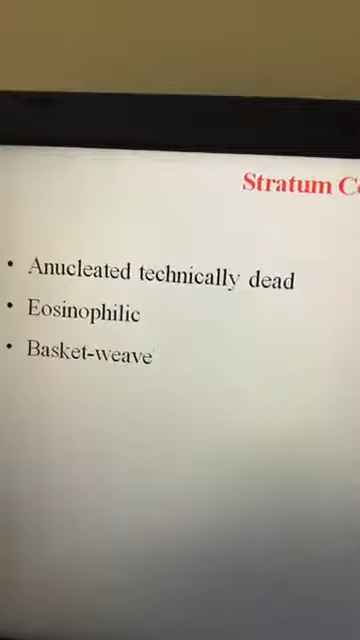 Stratum
• Anucleated technically dead
• Eosinophilic
• Basket-weave